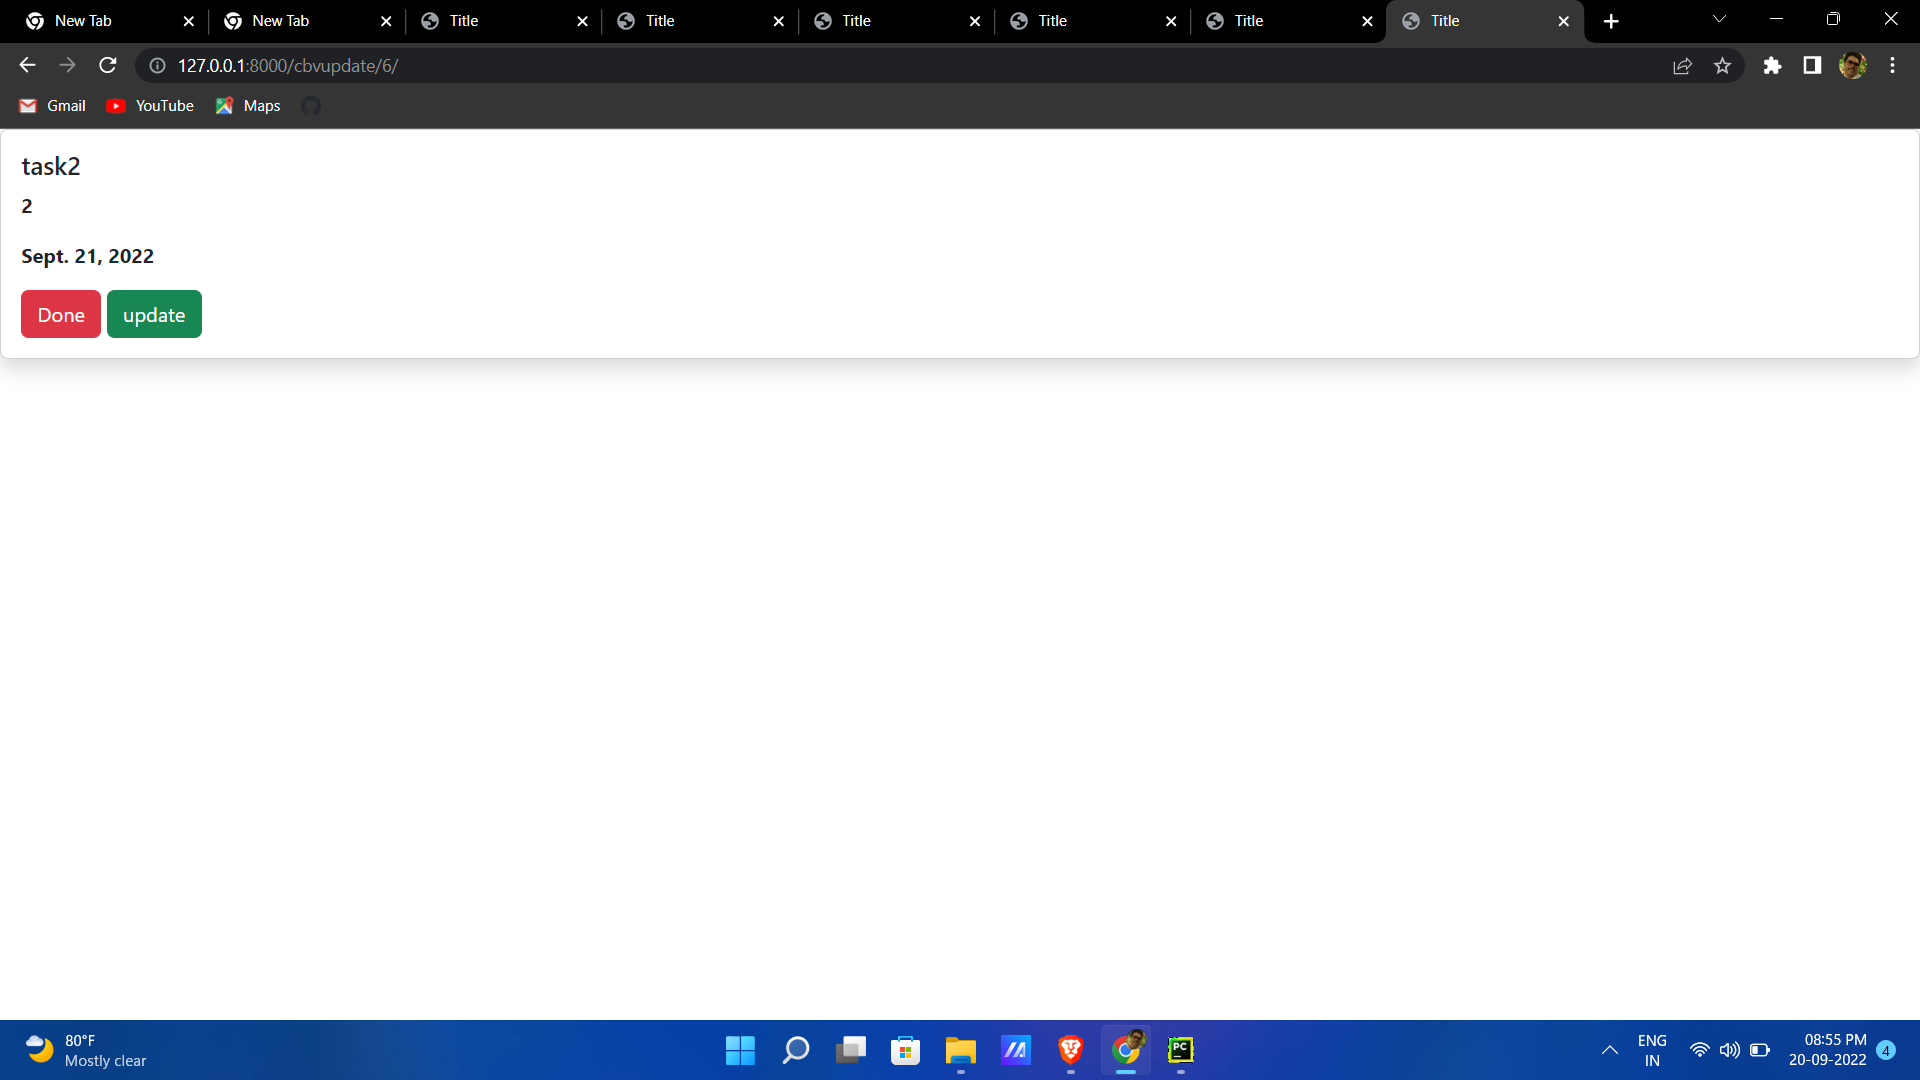 New Tab
New Tab
Title
Title
Title
Title
Title
Title
127.0.0.1:8000/cbvupdate/6/
Gmail
YouTube
Maps
task2
2
Sept. 21, 2022
Done
update
80°F
Mostly clear
PC
ENG
IN
08:55 PM
20-09-2022
4